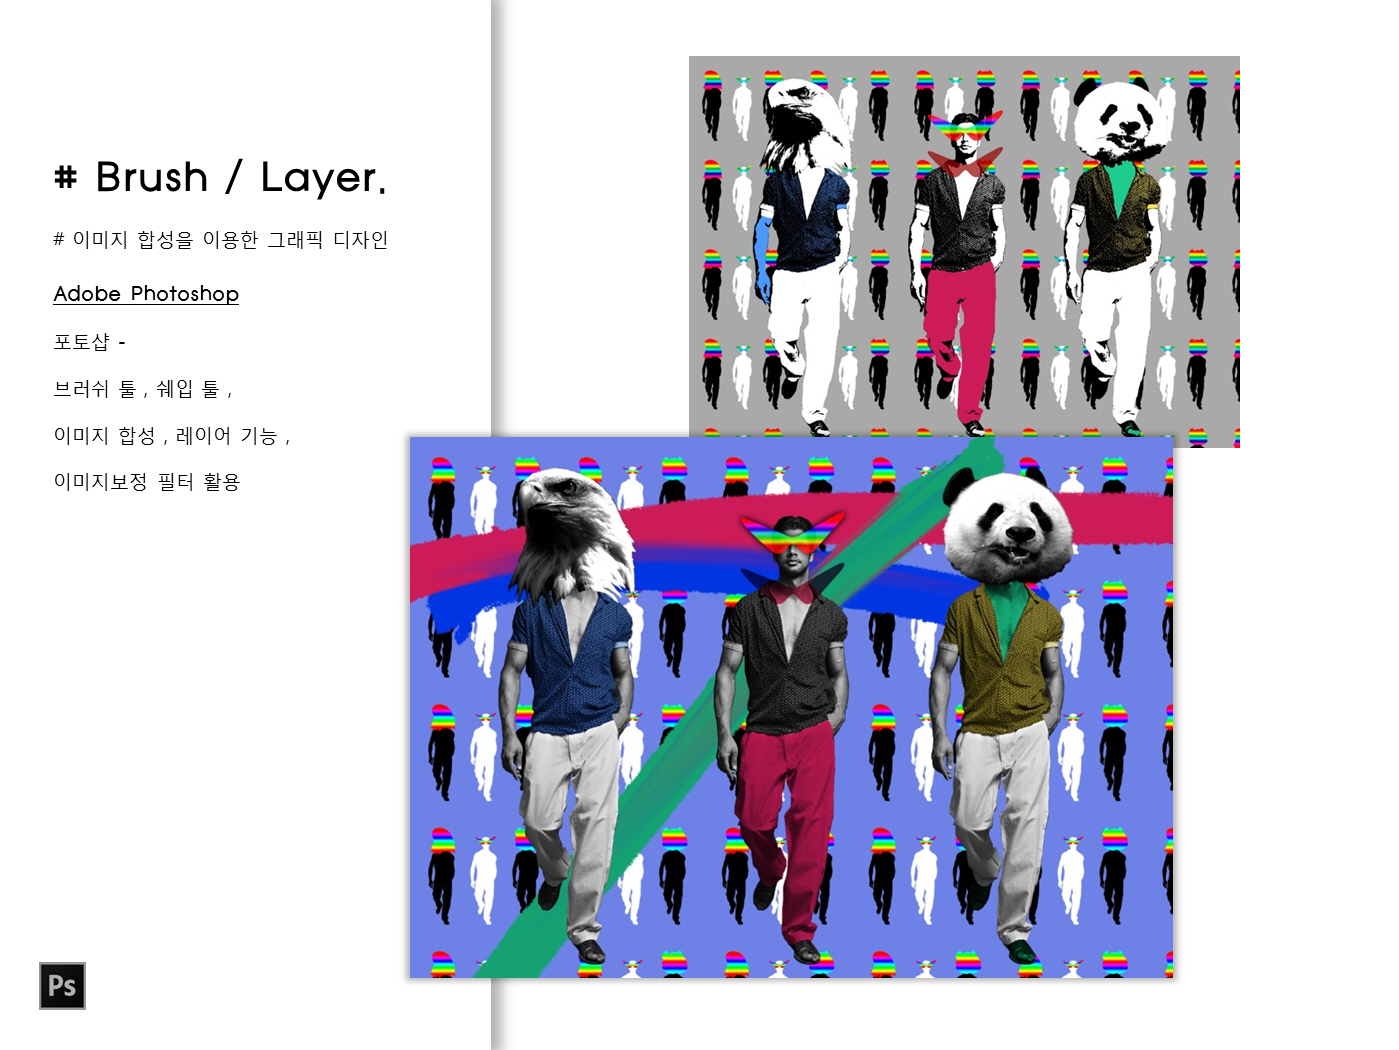 # Brush / Layer.
# 이미지 합성을 이용한 그래픽 디자인
Adobe Photoshop
포토샵 -
브러쉬 툴 , 쉐입 툴 ,
이미지 합성 , 레이어 기능 ,
이미지보정 필터 활용
Ps